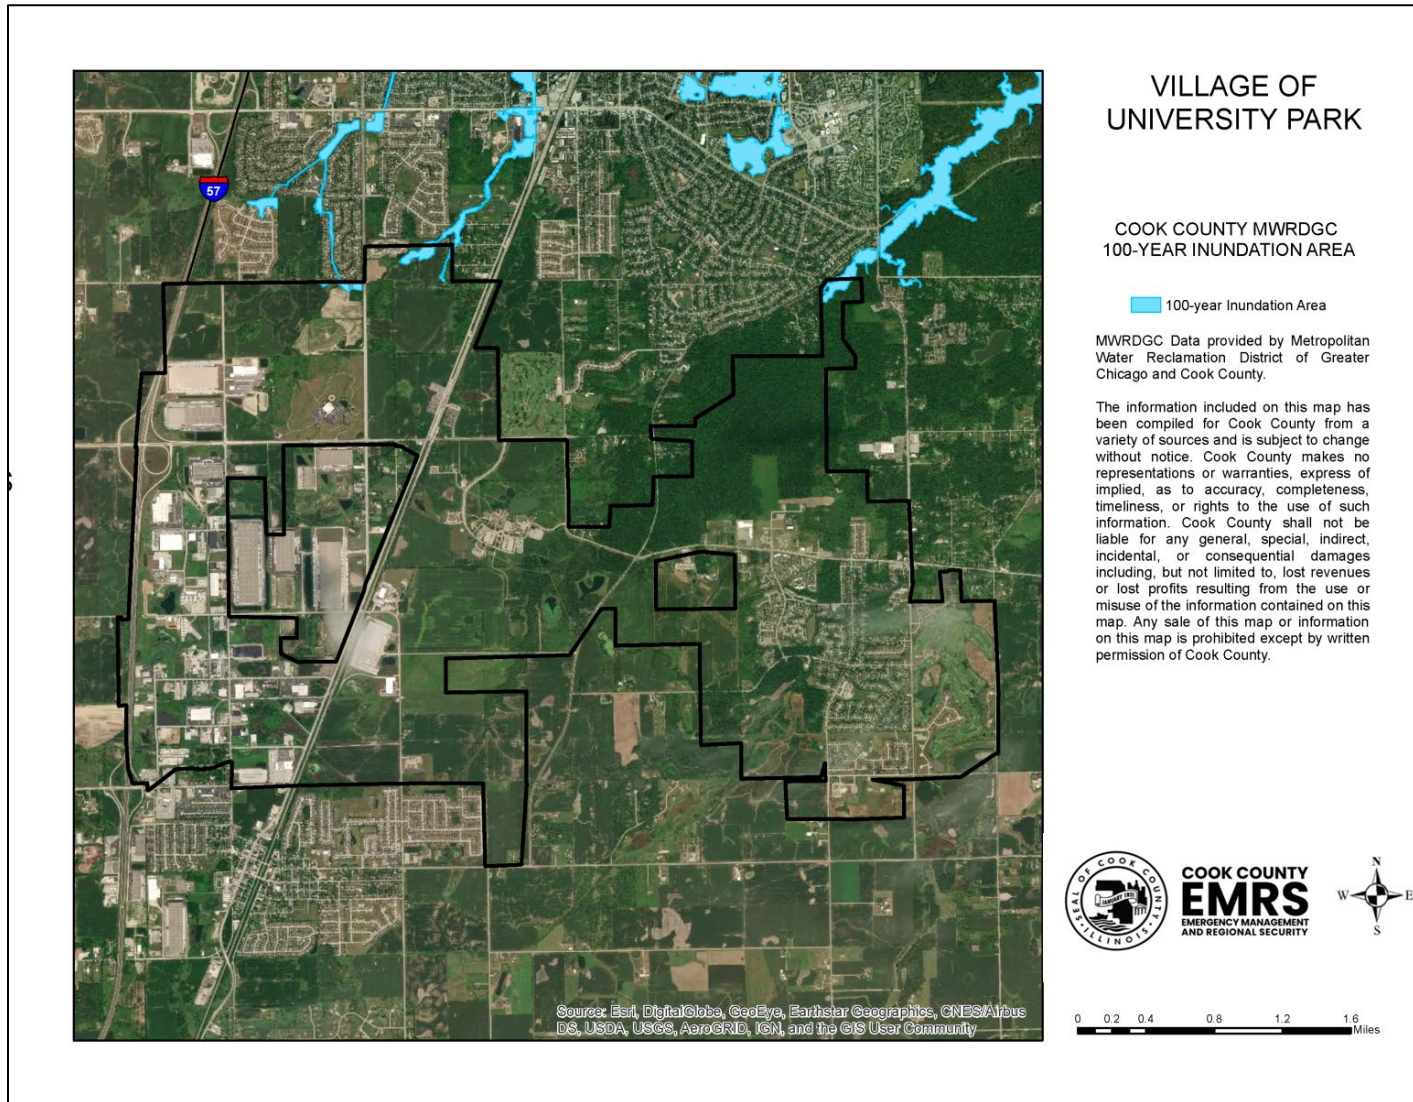 VILLAGE OF
UNIVERSITY PARK
COOK COUNTY MWRDGC
100-YEAR INUNDATION AREA
100-year Inundation Area
MWRDGC Data provided by Metropolitan
Water Reclamation District of Greater
Chicago and Cook County.
The information included on this map has
been compiled for Cook County from a
variety of sources and is subject to change
without notice. Cook County makes no
representations or warranties, express of
implied, as to accuracy, completeness,
timeliness, or rights to the use of such
information. Cook County shall not be
liable for any general, special, indirect,
incidental, or consequential damages
including, but not limited to, lost revenues
or lost profits resulting from the use or
misuse of the information contained on this
map. Any sale of this map or information
on this map is prohibited except by written
permission of Cook County.
57
SEAL OF COOK COUNTY
JANUARY 1831
ILLINOIS
COOK COUNTY
EMRS
EMERGENCY MANAGEMENT
AND REGIONAL SECURITY
N
W E
S
Source: Esri, DigitalGlobe, GeoEye, Earthstar Geographics, CNES/Airbus
DS, USDA, USGS, AeroGRID, IGN, and the GIS User Community
0 0.2 0.4 0.8 1.2 1.6
Miles